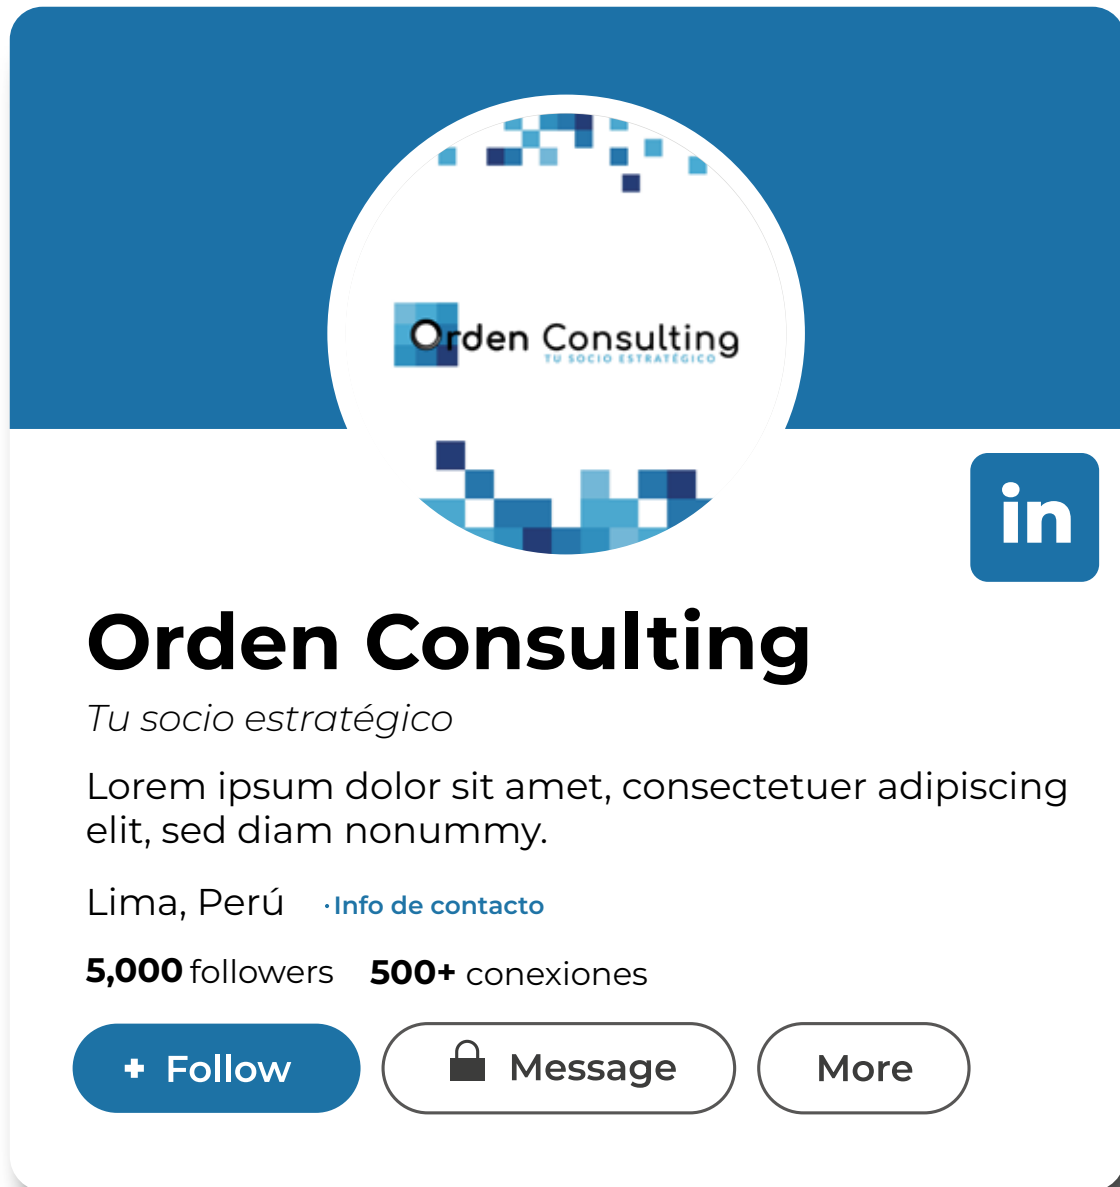 Orden Consulting
TU SOCIO ESTRATÉGICO
in
Orden Consulting
Tu socio estratégico
Lorem ipsum dolor sit amet, consectetuer adipiscing
elit, sed diam nonummy.
Lima, Perú · Info de contacto
5,000 followers 500+ conexiones
+ Follow Message More